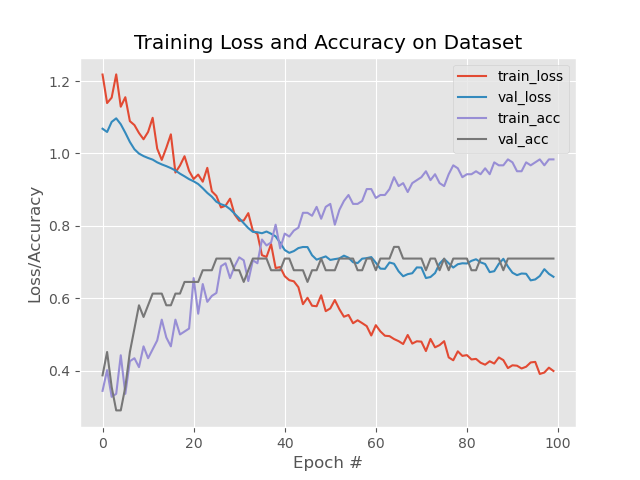 Training Loss and Accuracy on Dataset
train_loss
val_loss
train_acc
val_acc
1.2
1.0
0.8
0.6
0.4
Loss/Accuracy
0 20 40 60 80 100
Epoch #